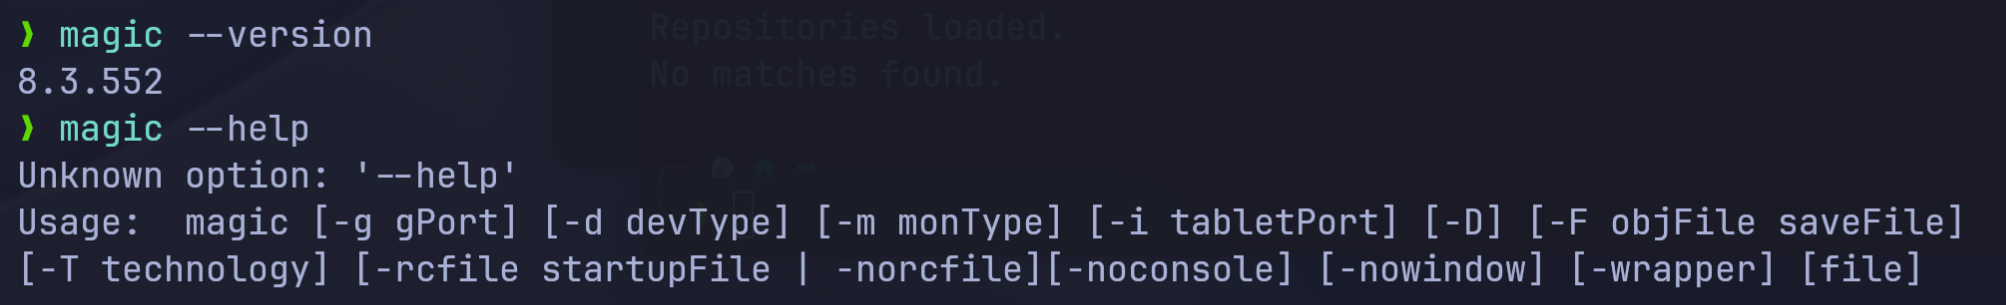 ❯ magic --version
Repositories loaded.
8.3.552
No matches found.
❯ magic --help
Unknown option: '--help'
~
Usage:  magic [-g gPort] [-d devType] [-m monType] [-i tabletPort] [-D] [-F objFile saveFile]
[-T technology] [-rcfile startupFile | -norcfile][-noconsole] [-nowindow] [-wrapper] [file]